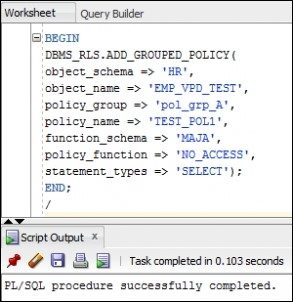 Worksheet Query Builder
BEGIN
DBMS_RLS.ADD_GROUPED_POLICY(
object_schema => 'HR',
object_name => 'EMP_VPD_TEST',
policy_group => 'pol_grp_A',
policy_name => 'TEST_POL1',
function_schema => 'MAJA',
policy_function => 'NO_ACCESS',
statement_types => 'SELECT');
END;
/
Script Output x
Task completed in 0.103 seconds
PL/SQL procedure successfully completed.